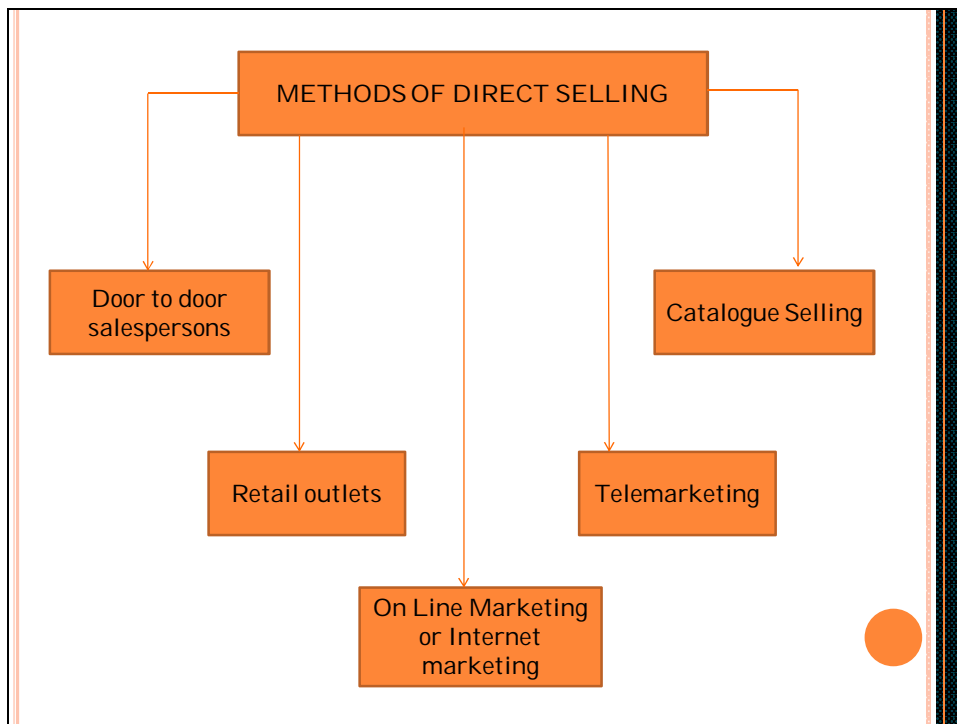 METHODS OF DIRECT SELLING
Door to door
salespersons
Catalogue Selling
Retail outlets
Telemarketing
On Line Marketing
or Internet
marketing